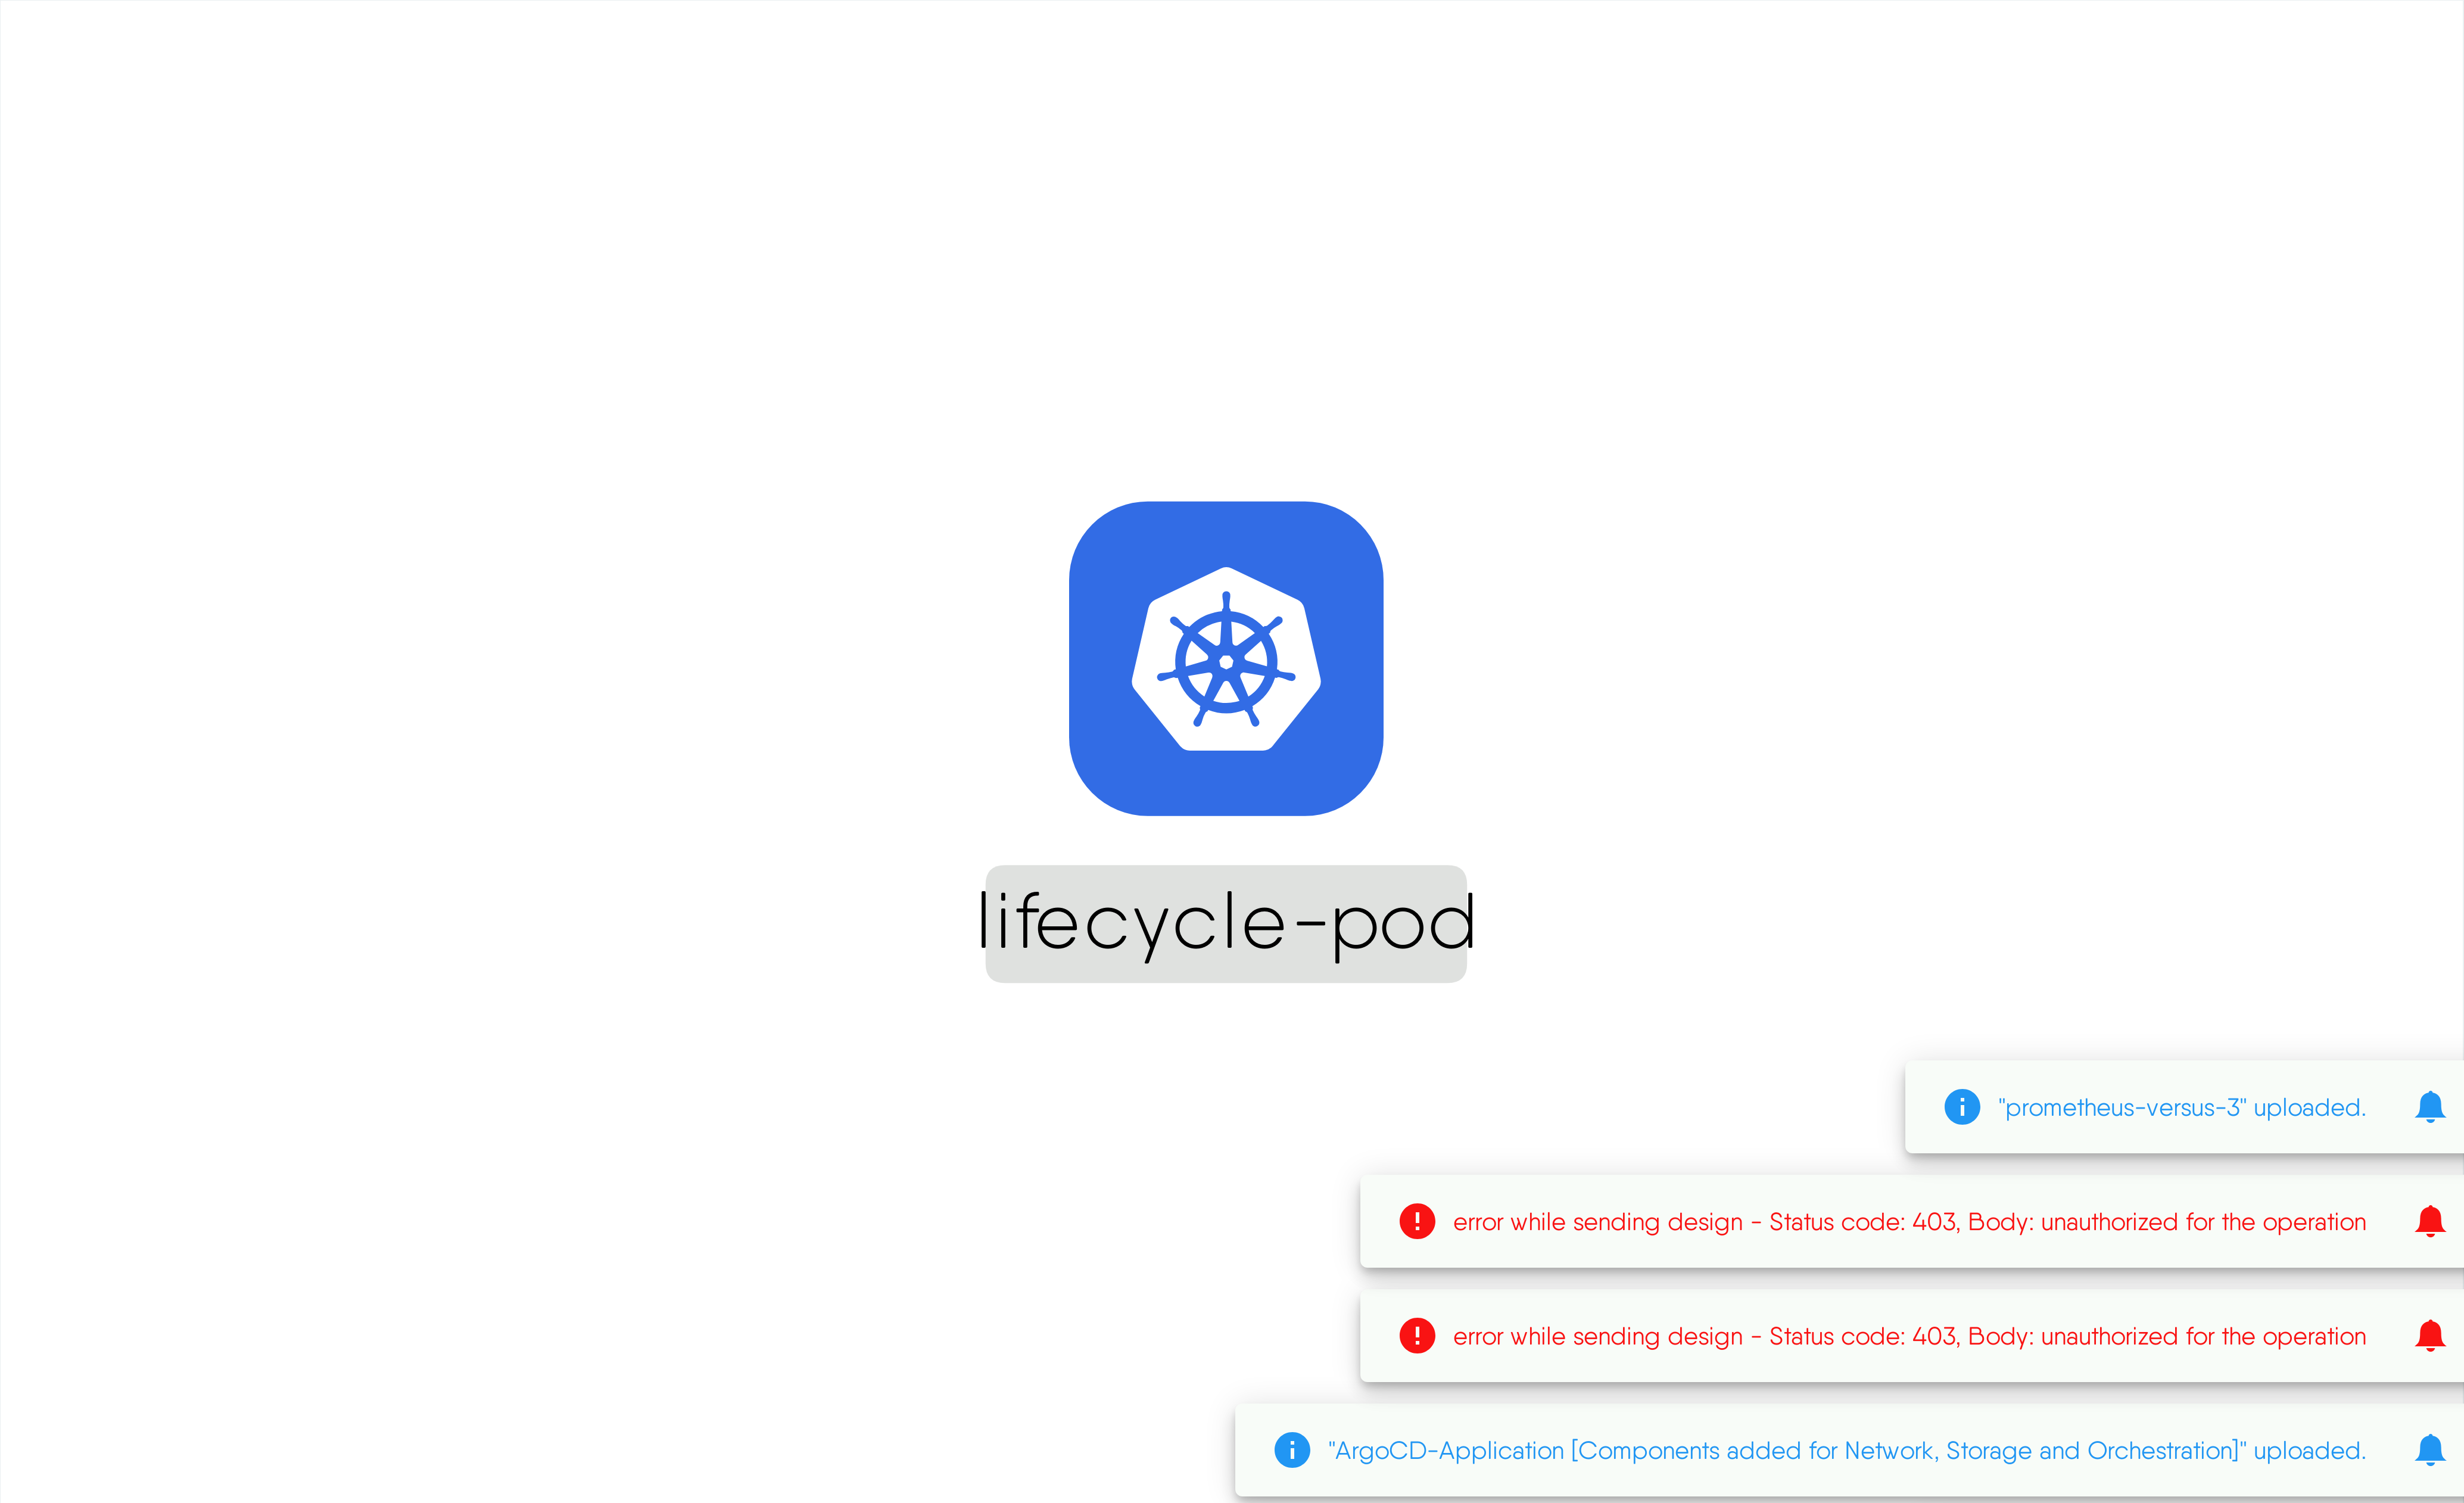 lifecycle-pod
"prometheus-versus-3" uploaded.
error while sending design - Status code: 403, Body: unauthorized for the operation
error while sending design - Status code: 403, Body: unauthorized for the operation
"ArgoCD-Application [Components added for Network, Storage and Orchestration]" uploaded.